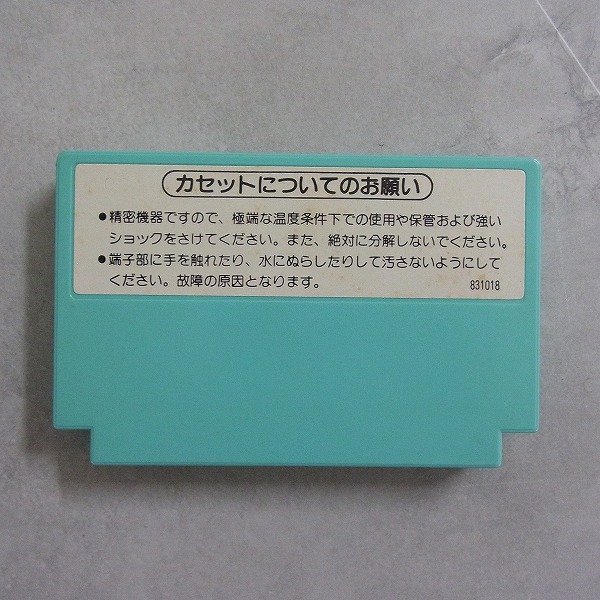 カセットについてのお願い
●精密機器ですので、極端な温度条件下での使用や保管および強い
ショックをさけてください。また、絶対に分解しないでください。
●端子部に手を触れたり、水にぬらしたりして汚さないようにして
ください。故障の原因となります。
831018